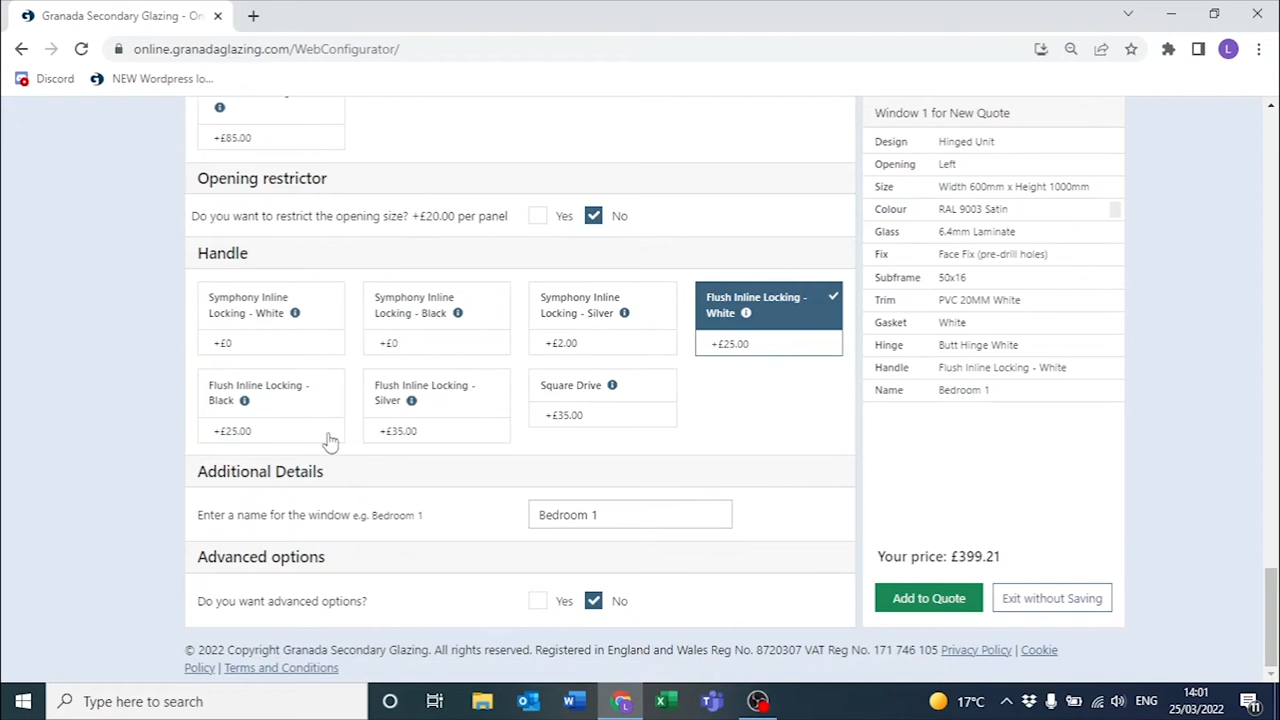 Granada Secondary Glazing - On
online.granadaglazing.com/WebConfigurator/
L
Discord
NEW Wordpress lo...
+£85.00
Opening restrictor
Do you want to restrict the opening size? +£20.00 per panel
Yes
No
Handle
Symphony Inline
Locking - White
+£0
Symphony Inline
Locking - Black
+£0
Symphony Inline
Locking - Silver
+£2.00
Flush Inline Locking -
White
+£25.00
Flush Inline Locking -
Black
+£25.00
Flush Inline Locking -
Silver
+£35.00
Square Drive
+£35.00
Additional Details
Enter a name for the window e.g. Bedroom 1
Bedroom 1
Advanced options
Do you want advanced options?
Yes
No
Window 1 for New Quote
Design Hinged Unit
Opening Left
Size Width 600mm x Height 1000mm
Colour RAL 9003 Satin
Glass 6.4mm Laminate
Fix Face Fix (pre-drill holes)
Subframe 50x16
Trim PVC 20MM White
Gasket White
Hinge Butt Hinge White
Handle Flush Inline Locking - White
Name Bedroom 1
Your price: £399.21
Add to Quote
Exit without Saving
© 2022 Copyright Granada Secondary Glazing. All rights reserved. Registered in England and Wales Reg No. 8720307 VAT Reg No. 171 746 105 Privacy Policy | Cookie
Policy | Terms and Conditions
Type here to search
17°C
ENG
14:01
25/03/2022